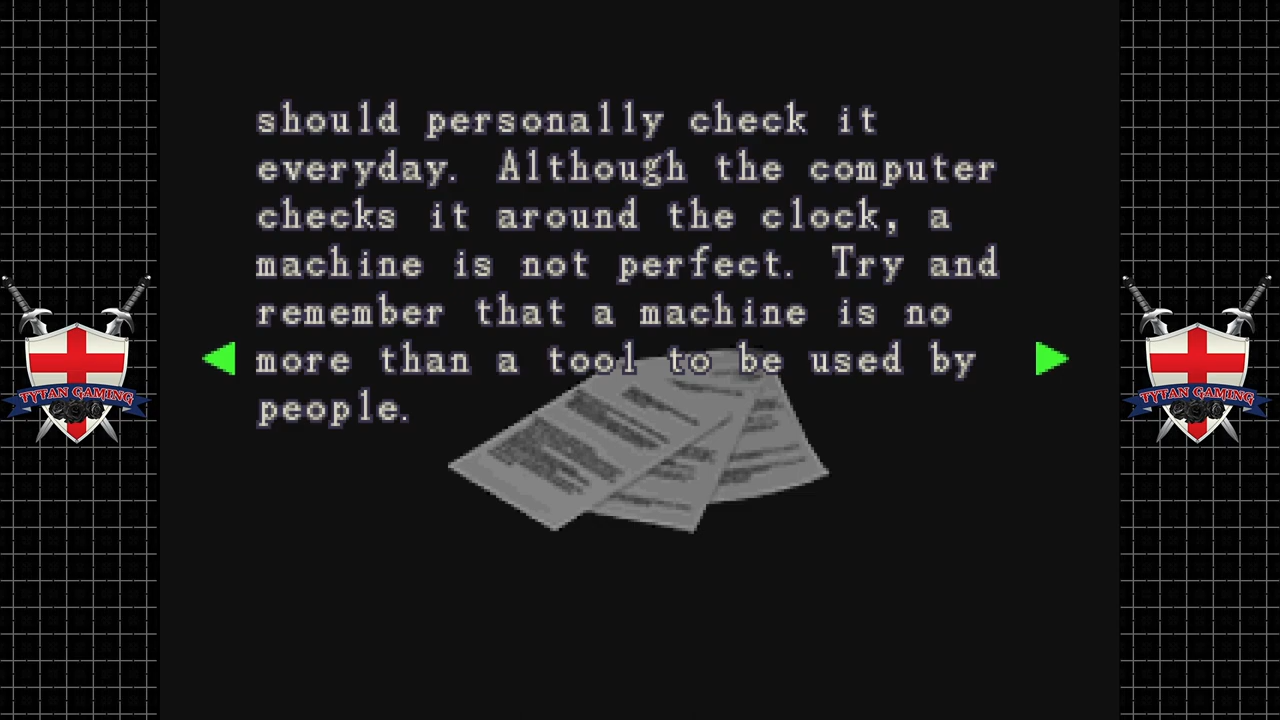 should personally check it
everyday. Although the computer
checks it around the clock, a
machine is not perfect. Try and
remember that a machine is no
more than a tool to be used by
people.
TYTAN GAMING
TYTAN GAMING